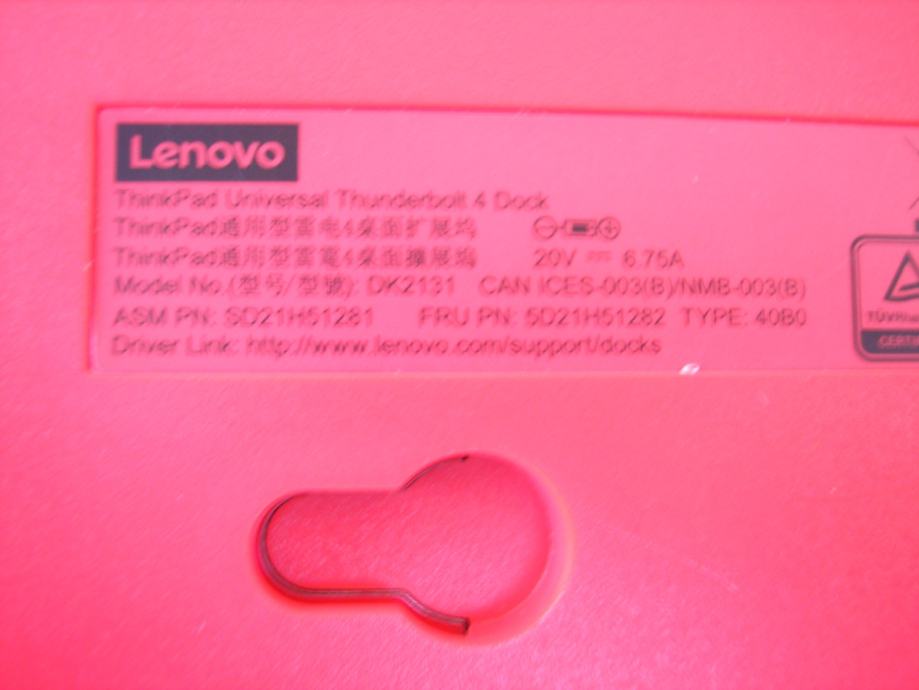 Lenovo
ThinkPad Universal Thunderbolt 4 Dock
ThinkPad通用型雷电4桌面扩展坞
ThinkPad通用型雷電4桌面擴展塢 20V ⎓ 6.75A
Model No.(型号/型號): DK2131 CAN ICES-003(B)/NMB-003(B)
ASM PN: SD21H51281 FRU PN: 5D21H51282 TYPE: 40B0
Driver Link: http://www.lenovo.com/support/docks